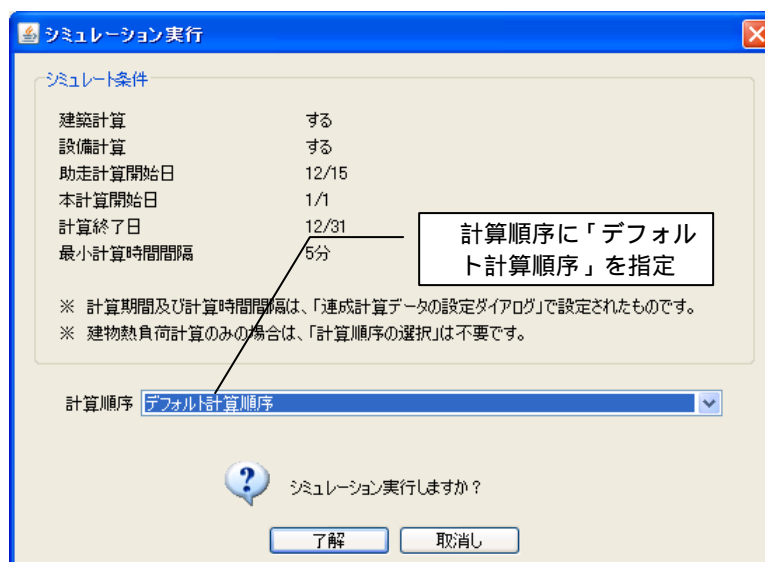 シミュレーション実行
シミュレート条件
建築計算 する
設備計算 する
助走計算開始日 12/15
本計算開始日 1/1
計算終了日 12/31
最小計算時間間隔 5分
計算順序に「デフォル
ト計算順序」を指定
※ 計算期間及び計算時間間隔は、「連成計算データの設定ダイアログ」で設定されたものです。
※ 建物熱負荷計算のみの場合は、「計算順序の選択」は不要です。
計算順序 デフォルト計算順序
シミュレーション実行しますか？
了解 取消し